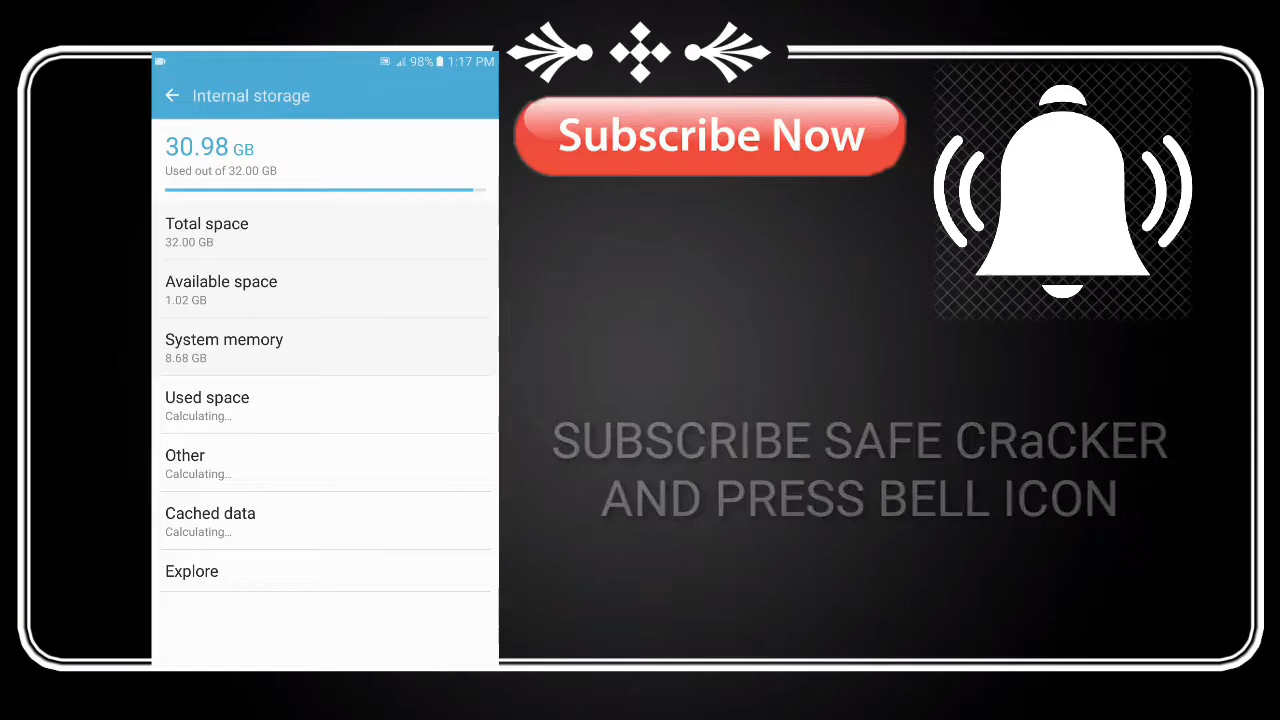 98% 1:17 PM
Internal storage
30.98 GB
Used out of 32.00 GB
Total space
32.00 GB
Available space
1.02 GB
System memory
8.68 GB
Used space
Calculating...
Other
Calculating...
Cached data
Calculating...
Explore
Subscribe Now
SUBSCRIBE SAFE CRaCKER
AND PRESS BELL ICON